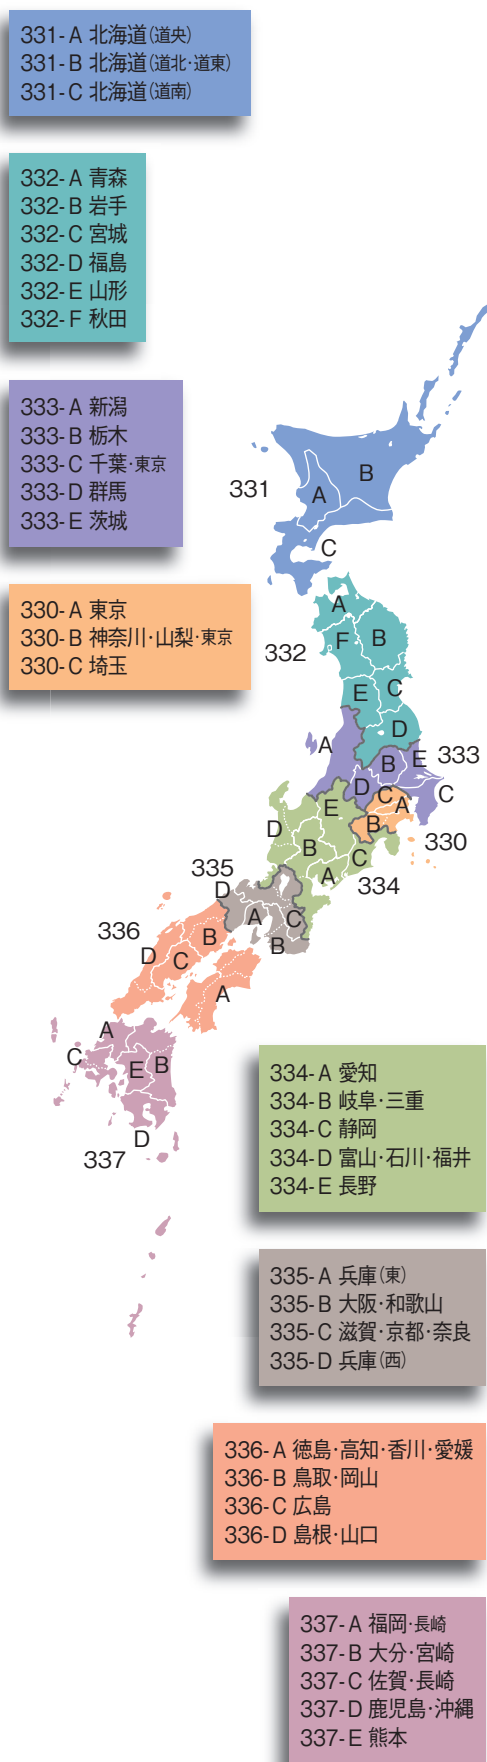 331-A 北海道(道央)
331-B 北海道(道北·道東)
331-C 北海道(道南)
332-A 青森
332-B 岩手
332-C 宮城
332-D 福島
332-E 山形
332-F 秋田
333-A 新潟
333-B 栃木
333-C 千葉·東京
333-D 群馬
333-E 茨城
330-A 東京
330-B 神奈川·山梨·東京
330-C 埼玉
B
331
A
C
A
F
B
332
E
C
D
A
B
E
333
D
C
A
C
E
B
330
D
B
C
A
334
335
D
A
C
B
336
B
D
C
A
A
C
E
B
D
337
334-A 愛知
334-B 岐阜·三重
334-C 静岡
334-D 富山·石川·福井
334-E 長野
335-A 兵庫(東)
335-B 大阪·和歌山
335-C 滋賀·京都·奈良
335-D 兵庫(西)
336-A 徳島·高知·香川·愛媛
336-B 鳥取·岡山
336-C 広島
336-D 島根·山口
337-A 福岡·長崎
337-B 大分·宮崎
337-C 佐賀·長崎
337-D 鹿児島·沖縄
337-E 熊本